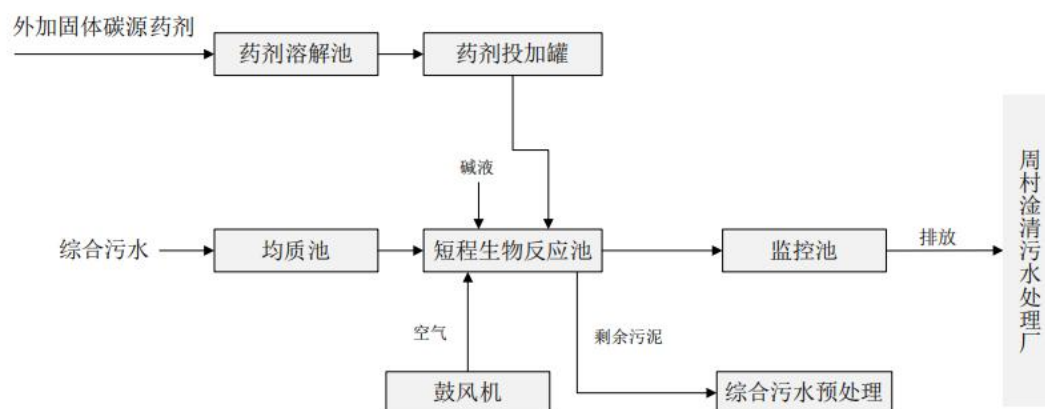 外加固体碳源药剂
药剂溶解池
药剂投加罐
碱液
综合污水
均质池
短程生物反应池
监控池
排放
周村淦清污水处理厂
空气
剩余污泥
鼓风机
综合污水预处理